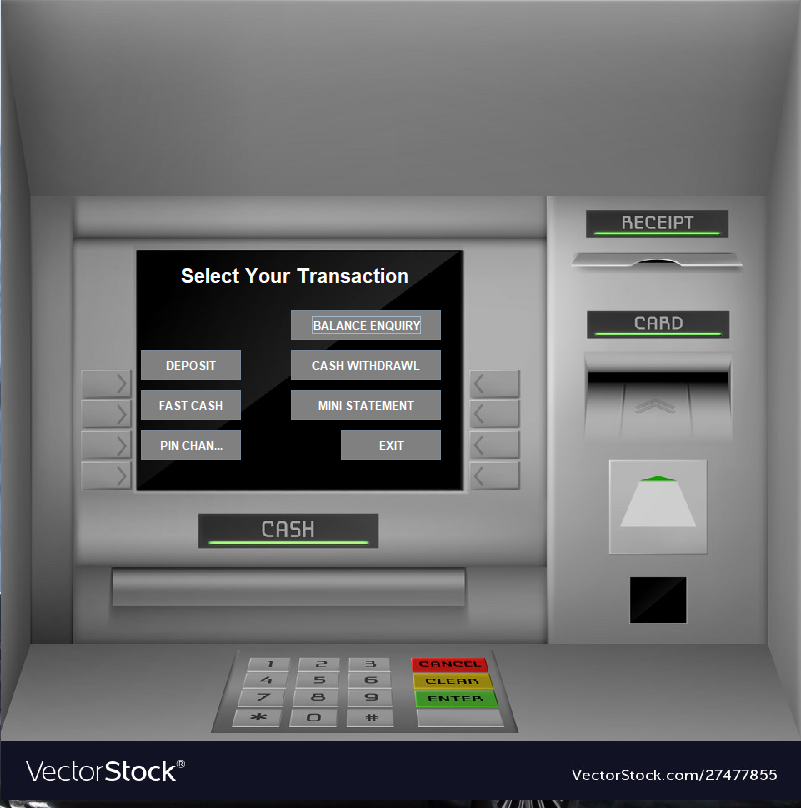 RECEIPT
Select Your Transaction
BALANCE ENQUIRY
CARD
DEPOSIT
CASH WITHDRAWL
FAST CASH
MINI STATEMENT
PIN CHAN...
EXIT
CASH
1 2 3 CANCEL
4 5 6 CLEAR
7 8 9 ENTER
* 0 #
VectorStock®
VectorStock.com/27477855